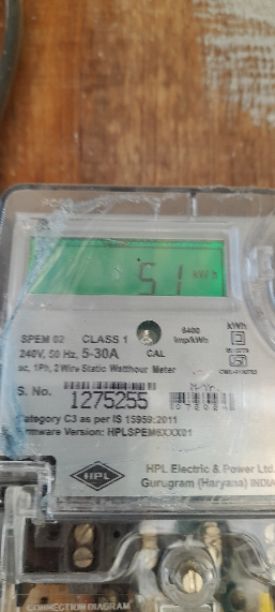 51 kWh
SPEM 02 CLASS 1 6400 kWh
240V, 50 Hz, 5-30A CAL Imp/kWh
ac, 1Ph, 2 Wire Static Watthour Meter
S. No. 1275255
Category C3 as per IS 15959:2011
Firmware Version: HPLSPEM6XXX01
HPL
HPL Electric & Power Ltd.
Gurugram (Haryana) INDIA
CONNECTION DIAGRAM